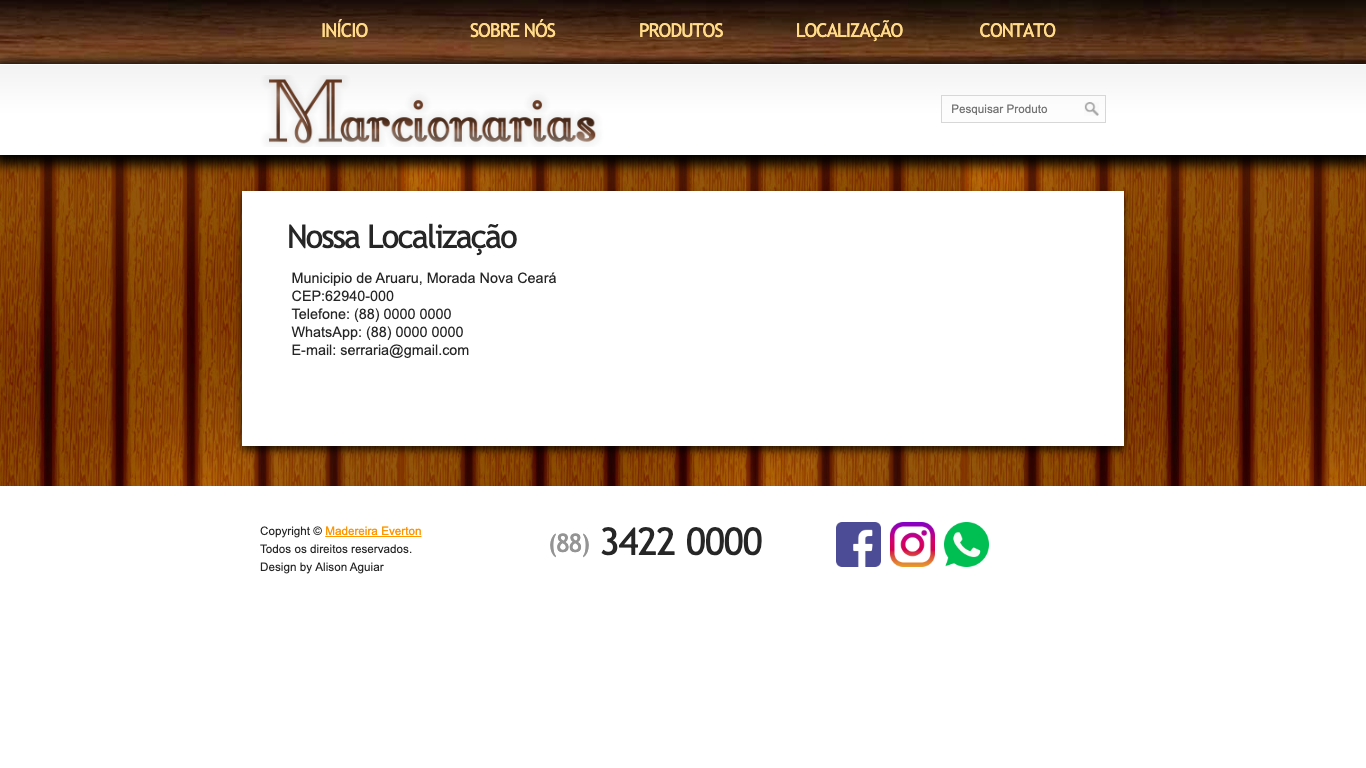 INÍCIO SOBRE NÓS PRODUTOS LOCALIZAÇÃO CONTATO
Marcionarias
Pesquisar Produto
Nossa Localização
Municipio de Aruaru, Morada Nova Ceará
CEP:62940-000
Telefone: (88) 0000 0000
WhatsApp: (88) 0000 0000
E-mail: serraria@gmail.com
Copyright © Madereira Everton
Todos os direitos reservados.
Design by Alison Aguiar
(88) 3422 0000